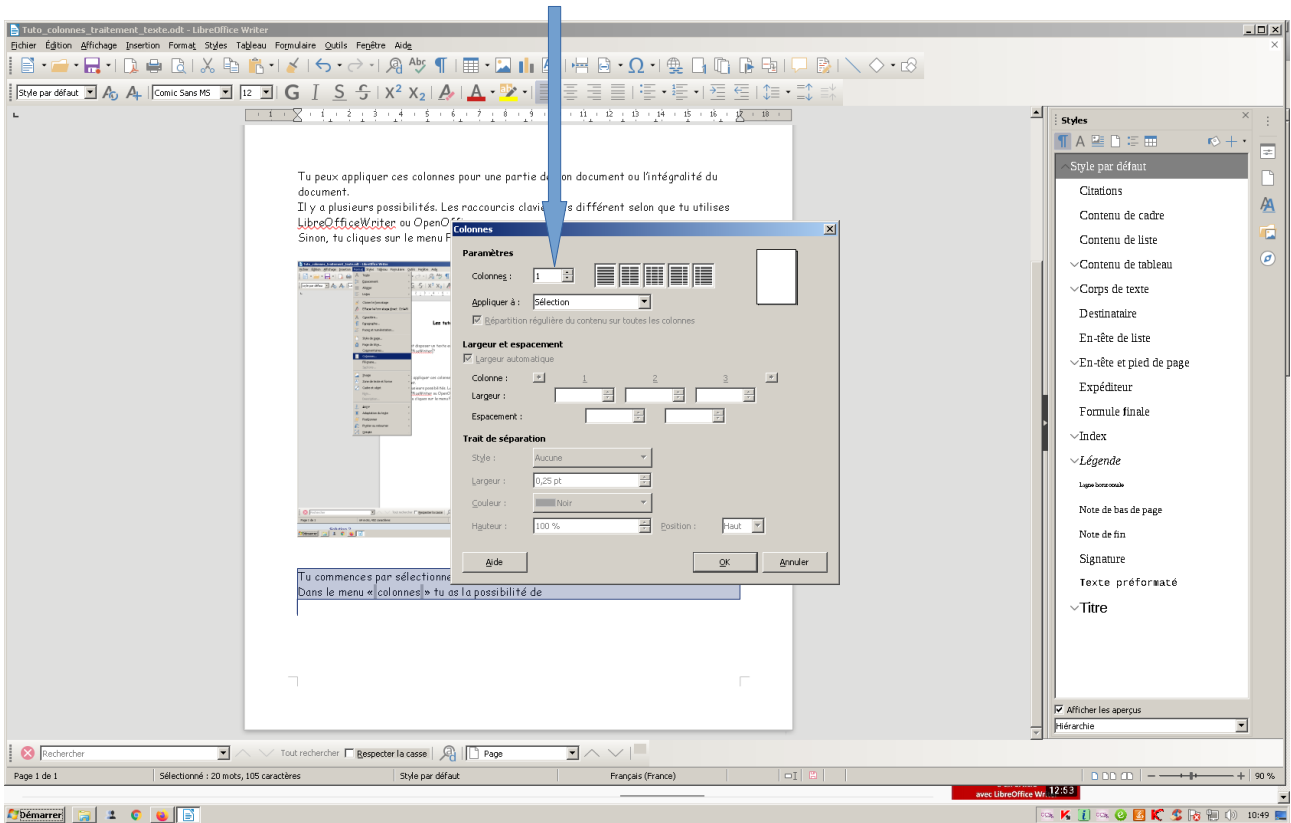 Tuto_colonnes_traitement_texte.odt - LibreOffice Writer
Fichier Édition Affichage Insertion Format Styles Tableau Formulaire Outils Fenêtre Aide
Style par défaut Comic Sans MS 12
Styles
Style par défaut
Citations
Contenu de cadre
Contenu de liste
Contenu de tableau
Corps de texte
Destinataire
En-tête de liste
En-tête et pied de page
Expéditeur
Formule finale
Index
Légende
Ligne horizontale
Note de bas de page
Note de fin
Signature
Texte préformaté
Titre
Afficher les aperçus
Hiérarchie
Tu peux appliquer ces colonnes pour une partie de on document ou l'intégralité du
document.
Il y a plusieurs possibilités. Les raccourcis clavie s différent selon que tu utilises
LibreOfficeWriter ou OpenOffi
Sinon, tu cliques sur le menu F
Colonnes
Paramètres
Colonnes : 1
Appliquer à : Sélection
Répartition régulière du contenu sur toutes les colonnes
Largeur et espacement
Largeur automatique
Colonne : 1 2 3
Largeur :
Espacement :
Trait de séparation
Style : Aucune
Largeur : 0,25 pt
Couleur : Noir
Hauteur : 100 % Position : Haut
Aide OK Annuler
Tu commences par sélectionne
Dans le menu « colonnes » tu as la possibilité de
Rechercher Tout rechercher Respecter la casse Page
Page 1 de 1 Sélectionné : 20 mots, 105 caractères Style par défaut Français (France) 90 %
avec LibreOffice Wr 12:53
Démarrer 10:49